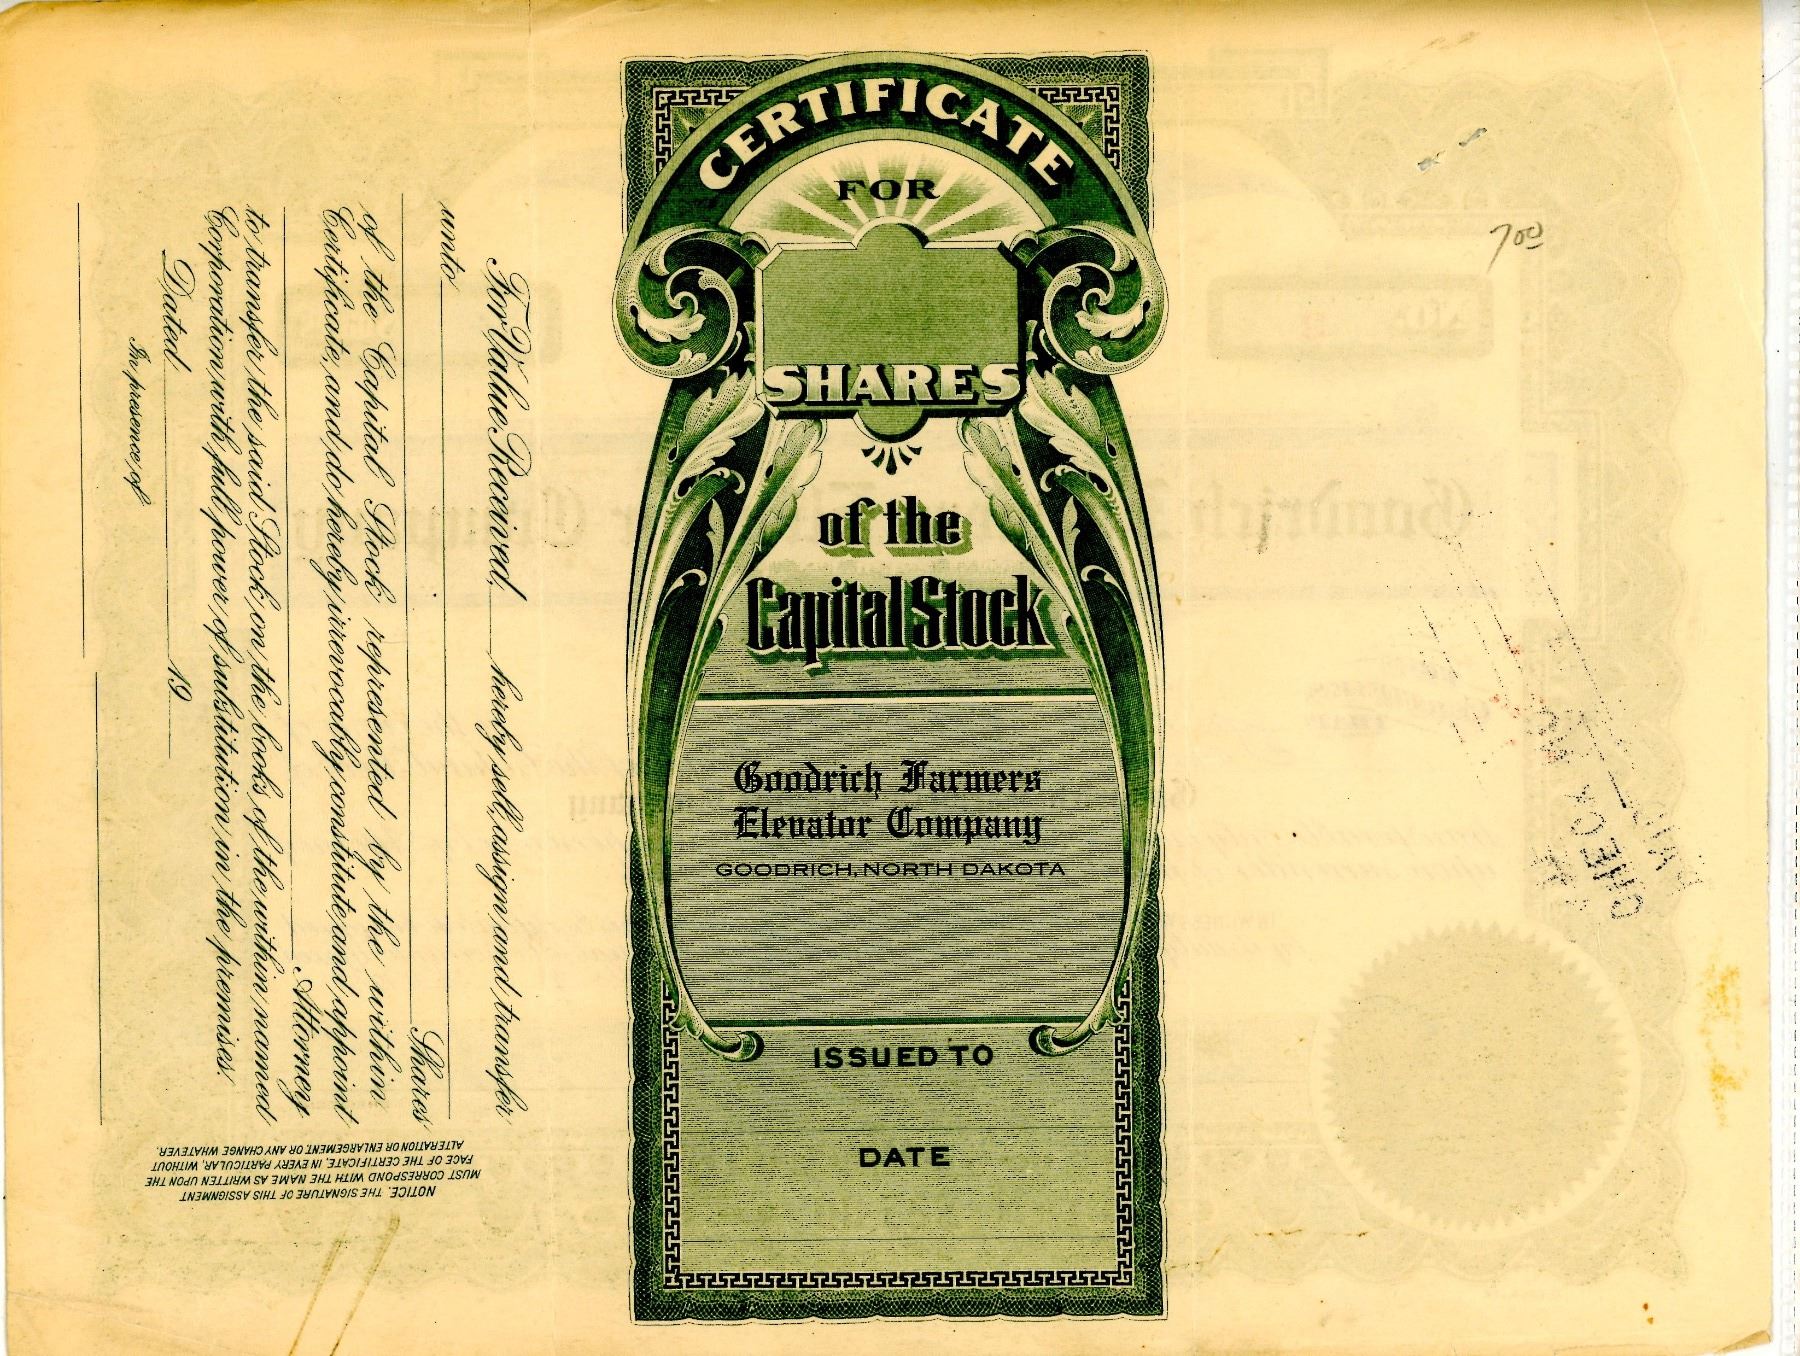 CERTIFICATE
FOR
SHARES
of the
Capital Stock
Goodrich Farmers
Elevator Company
GOODRICH, NORTH DAKOTA
ISSUED TO
DATE
For Value Received, hereby sell, assign and transfer
unto
Shares
of the Capital Stock represented by the within
Certificate, and do hereby irrevocably constitute and appoint
Attorney
to transfer the said Stock on the books of the within named
Corporation with full power of substitution in the premises.
Dated 19
In presence of
NOTICE. THE SIGNATURE OF THIS ASSIGNMENT
MUST CORRESPOND WITH THE NAME AS WRITTEN UPON THE
FACE OF THE CERTIFICATE, IN EVERY PARTICULAR, WITHOUT
ALTERATION OR ENLARGEMENT, OR ANY CHANGE WHATEVER.
7 00
CHECK